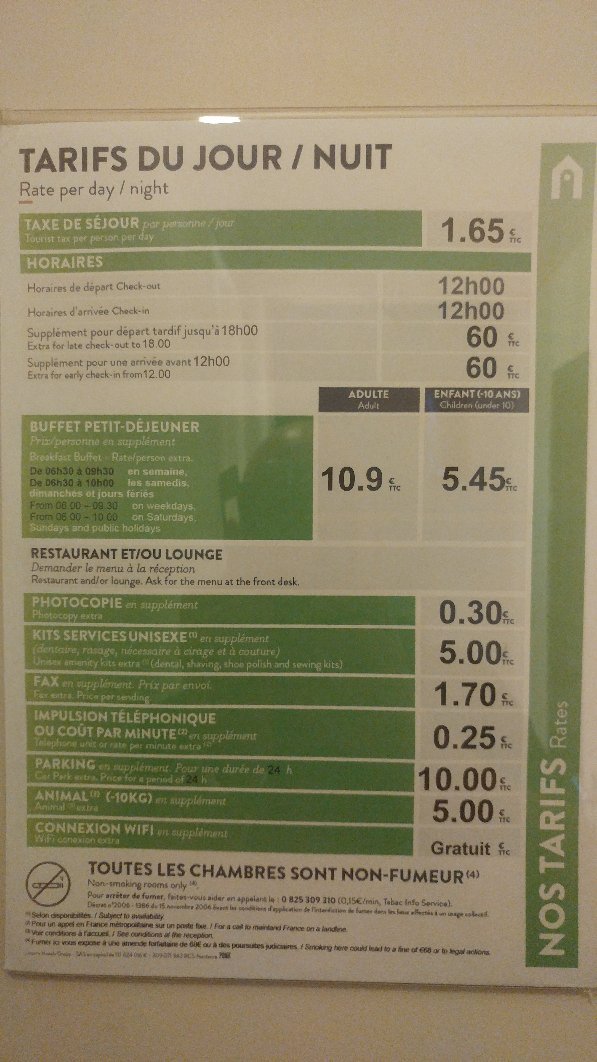 TARIFS DU JOUR / NUIT
Rate per day / night
TAXE DE SÉJOUR par personne / jour
Tourist tax per person per day
1.65 € TTC
HORAIRES
Horaires de départ Check-out 12h00
Horaires d'arrivée Check-in 12h00
Supplément pour départ tardif jusqu'à 18h00
Extra for late check-out to 18.00
60 € TTC
Supplément pour une arrivée avant 12h00
Extra for early check-in from 12.00
60 € TTC
ADULTE
Adult
ENFANT (-10 ANS)
Children (under 10)
BUFFET PETIT-DÉJEUNER
Prix/personne en supplément
Breakfast Buffet - Rate/person extra.
De 06h30 à 09h30 en semaine,
De 06h30 à 10h00 les samedis,
dimanches et jours fériés
From 06.00 - 09.30 on weekdays,
From 06.00 - 10.00 on Saturdays,
Sundays and public holidays
10.9 € TTC
5.45 € TTC
RESTAURANT ET/OU LOUNGE
Demander le menu à la réception
Restaurant and/or lounge. Ask for the menu at the front desk.
PHOTOCOPIE en supplément
Photocopy extra
0.30 € TTC
KITS SERVICES UNISEXE (1) en supplément
(dentaire, rasage, nécessaire à cirage et à couture)
Unisex amenity kits extra (1) (dental, shaving, shoe polish and sewing kits)
5.00 € TTC
FAX en supplément. Prix par envoi.
Fax extra. Price per sending.
1.70 € TTC
IMPULSION TÉLÉPHONIQUE
OU COÛT PAR MINUTE (2) en supplément
Telephone unit or rate per minute extra (2)
0.25 € TTC
PARKING en supplément. Pour une durée de 24 h
Car Park extra. Price for a period of 24 h
10.00 € TTC
ANIMAL (3) (-10KG) en supplément
Animal (3) extra
5.00 € TTC
CONNEXION WIFI en supplément
WiFi conexion extra
Gratuit € TTC
TOUTES LES CHAMBRES SONT NON-FUMEUR (4)
Non-smoking rooms only (4).
Pour arrêter de fumer, faites-vous aider en appelant le : 0 825 309 310 (0,15€/min, Tabac Info Service).
Décret n°2006 - 1386 du 15 novembre 2006 fixant les conditions d'application de l'interdiction de fumer dans les lieux affectés à un usage collectif.
(1) Selon disponibilités. / Subject to availability.
(2) Pour un appel en France métropolitaine sur un poste fixe. / For a call to mainland France on a landline.
(3) Voir conditions à l'accueil. / See conditions at the reception.
(4) Fumer ici vous expose à une amende forfaitaire de 68€ ou à des poursuites judiciaires. / Smoking here could lead to a fine of €68 or to legal actions.
NOS TARIFS Rates